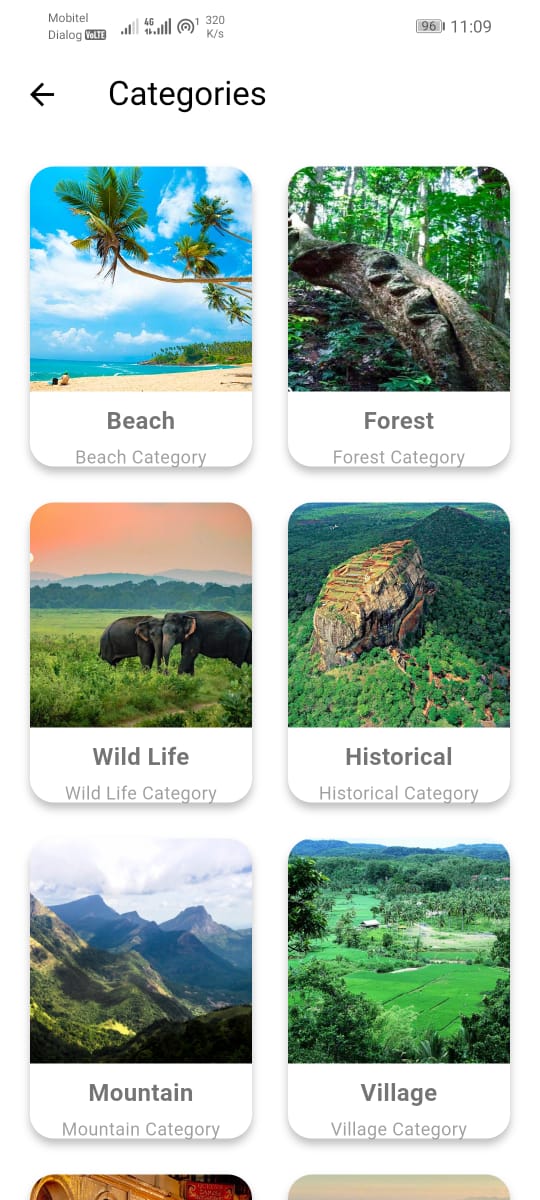 Mobitel
Dialog VoLTE 4G 1 320 K/s 96 11:09
Categories
Beach Forest
Beach Category Forest Category
Wild Life Historical
Wild Life Category Historical Category
Mountain Village
Mountain Category Village Category